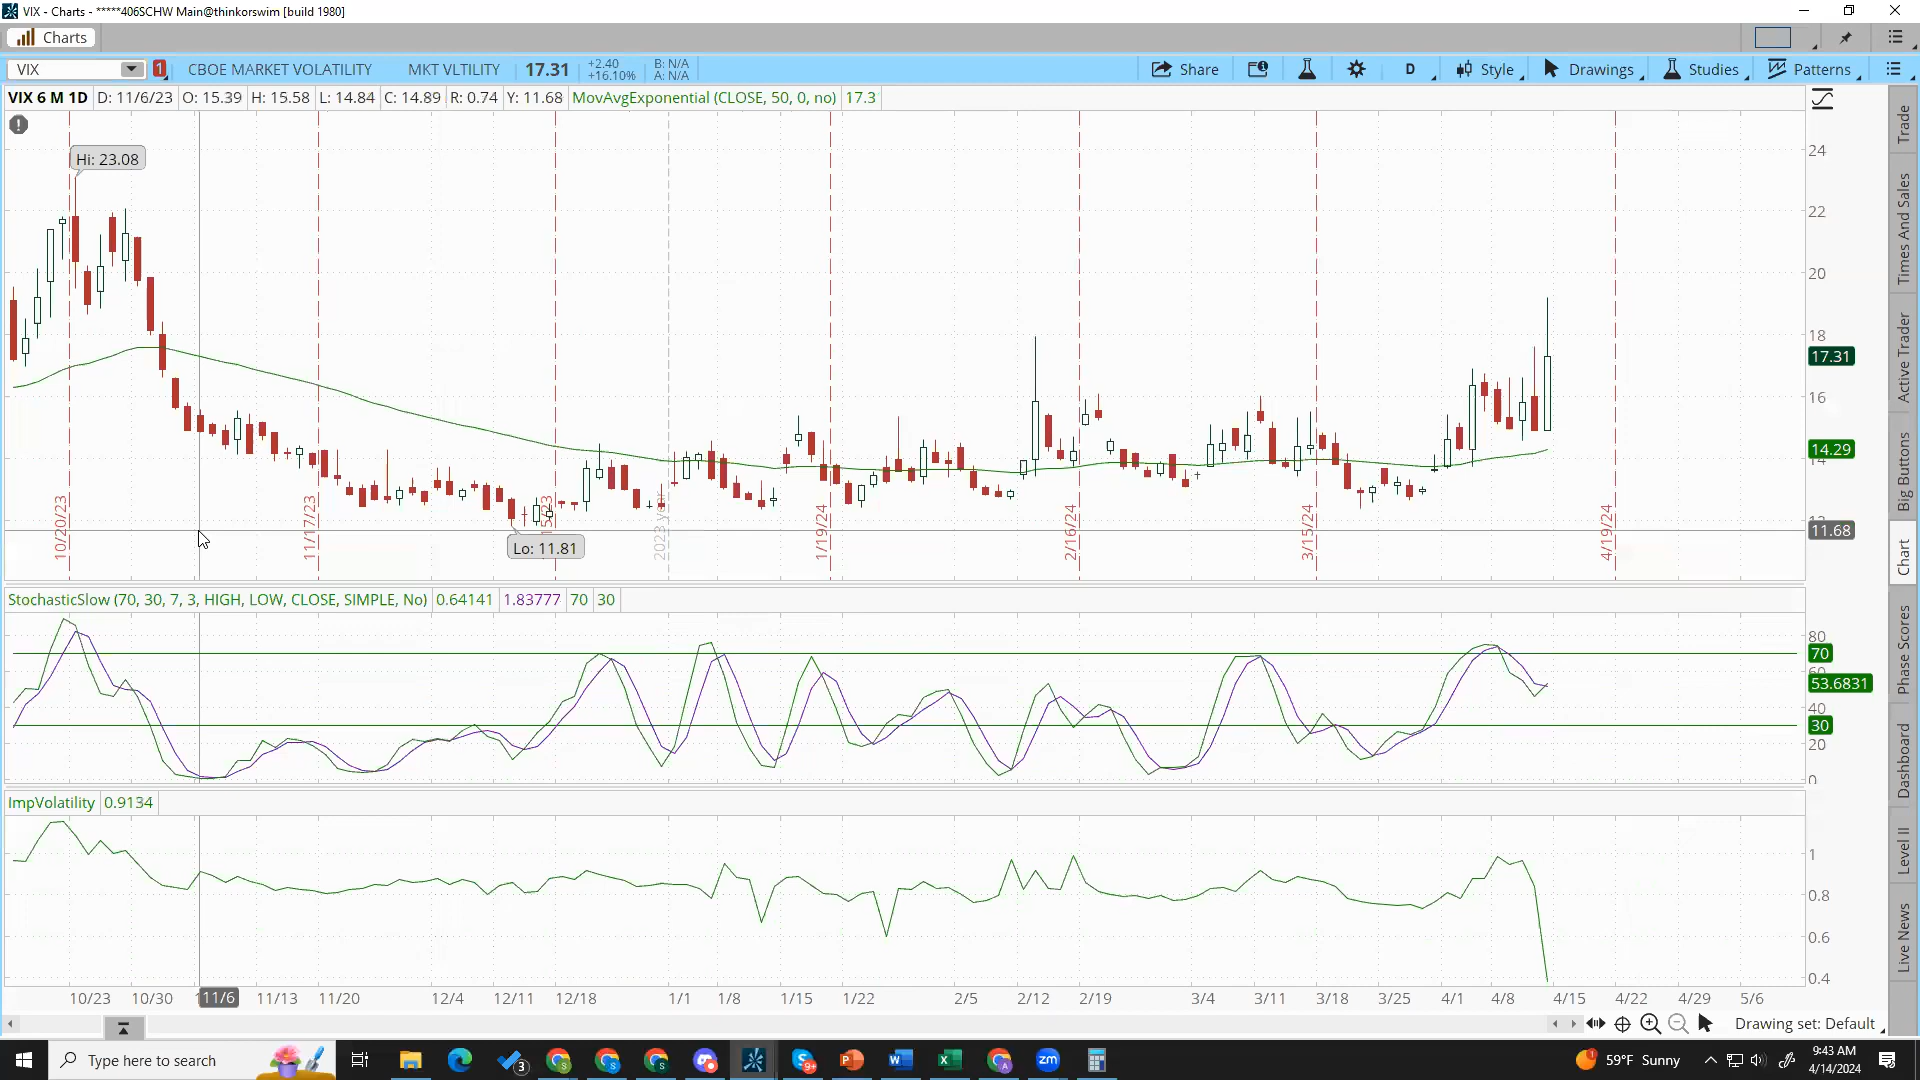 VIX - Charts - *****406SCHW Main@thinkorswim [build 1980]
Charts
VIX 1 CBOE MARKET VOLATILITY MKT VLTILITY 17.31 +2.40 +16.10% B: N/A A: N/A Share D Style Drawings Studies Patterns
VIX 6 M 1D D: 11/6/23 O: 15.39 H: 15.58 L: 14.84 C: 14.89 R: 0.74 Y: 11.68 MovAvgExponential (CLOSE, 50, 0, no) 17.3
Hi: 23.08
24
22
20
18
17.31
16
14.29
14
11.68
Lo: 11.81
10/20/23
11/17/23
2023 year
1/19/24
2/16/24
3/15/24
4/19/24
StochasticSlow (70, 30, 7, 3, HIGH, LOW, CLOSE, SIMPLE, No) 0.64141 1.83777 70 30
80
70
60
53.6831
40
30
20
0
ImpVolatility 0.9134
1
0.8
0.6
0.4
10/23 10/30 11/6 11/13 11/20 12/4 12/11 12/18 1/1 1/8 1/15 1/22 2/5 2/12 2/19 3/4 3/11 3/18 3/25 4/1 4/8 4/15 4/22 4/29 5/6
Drawing set: Default
Trade
Times And Sales
Active Trader
Big Buttons
Chart
Phase Scores
Dashboard
Level II
Live News
Type here to search
3
9+
59°F Sunny
9:43 AM
4/14/2024